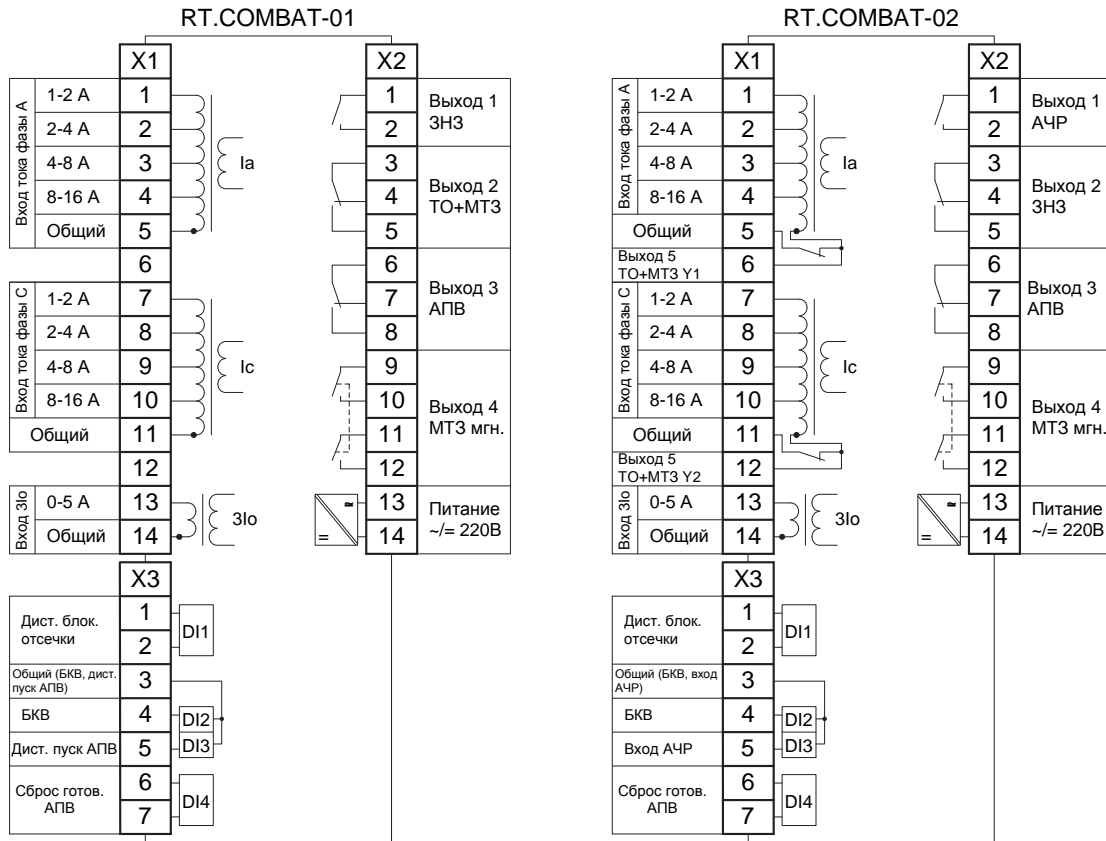 RT.COMBAT-01
X1
X2
Вход тока фазы А
1-2 А
1
2-4 А
2
4-8 А
3
8-16 А
4
Общий
5
6
Ia
Вход тока фазы С
1-2 А
7
2-4 А
8
4-8 А
9
8-16 А
10
Общий
11
12
Ic
Вход 3Io
0-5 А
13
Общий
14
3Io
1
2
Выход 1
ЗНЗ
3
4
5
Выход 2
ТО+МТЗ
6
7
8
Выход 3
АПВ
9
10
11
12
Выход 4
МТЗ мгн.
≃
=
13
14
Питание
~/= 220В
X3
Дист. блок.
отсечки
1
2
DI1
Общий (БКВ, дист.
пуск АПВ)
3
БКВ
4
DI2
Дист. пуск АПВ
5
DI3
Сброс готов.
АПВ
6
7
DI4
RT.COMBAT-02
X1
X2
Вход тока фазы А
1-2 А
1
2-4 А
2
4-8 А
3
8-16 А
4
Общий
5
Выход 5
ТО+МТЗ Y1
6
Ia
Вход тока фазы С
1-2 А
7
2-4 А
8
4-8 А
9
8-16 А
10
Общий
11
Выход 5
ТО+МТЗ Y2
12
Ic
Вход 3Io
0-5 А
13
Общий
14
3Io
1
2
Выход 1
АЧР
3
4
5
Выход 2
ЗНЗ
6
7
8
Выход 3
АПВ
9
10
11
12
Выход 4
МТЗ мгн.
≃
=
13
14
Питание
~/= 220В
X3
Дист. блок.
отсечки
1
2
DI1
Общий (БКВ, вход
АЧР)
3
БКВ
4
DI2
Вход АЧР
5
DI3
Сброс готов.
АПВ
6
7
DI4